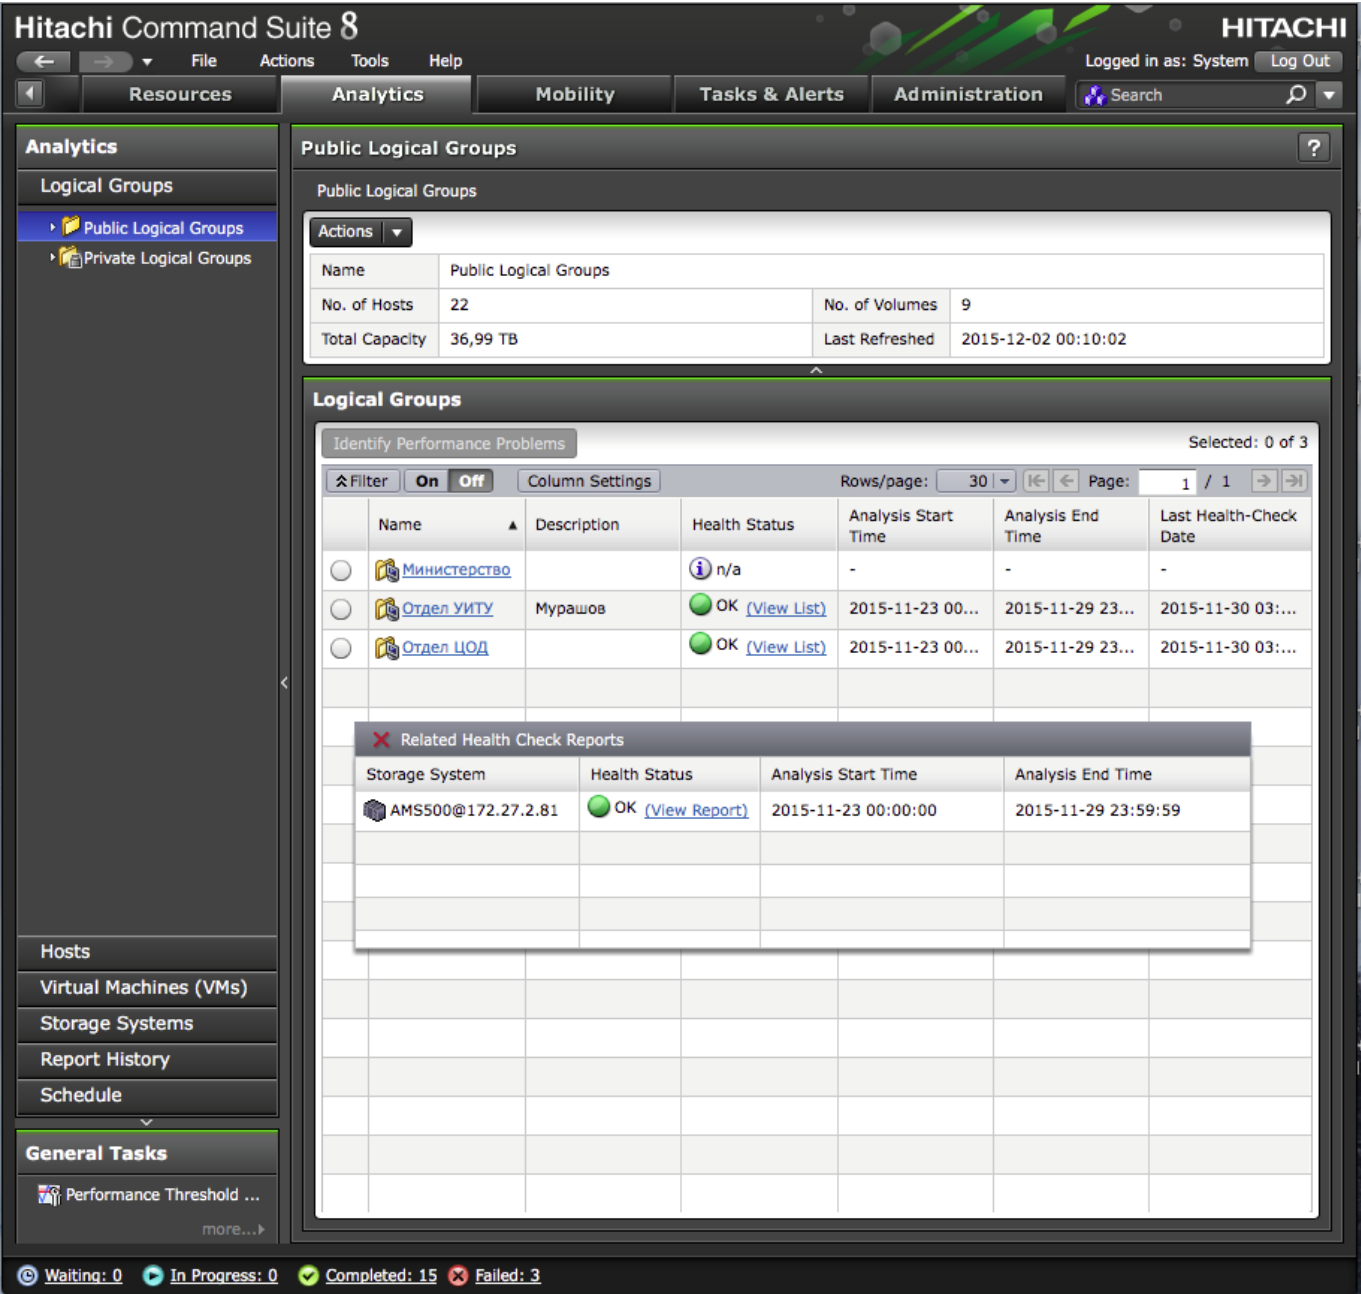 Hitachi Command Suite 8
HITACHI
File Actions Tools Help
Logged in as: System Log Out
Resources Analytics Mobility Tasks & Alerts Administration Search
Analytics
Logical Groups
Public Logical Groups
Private Logical Groups
Hosts
Virtual Machines (VMs)
Storage Systems
Report History
Schedule
General Tasks
Performance Threshold ...
more...
Public Logical Groups
?
Public Logical Groups
Actions
Name Public Logical Groups
No. of Hosts 22 No. of Volumes 9
Total Capacity 36,99 TB Last Refreshed 2015-12-02 00:10:02
Logical Groups
Identify Performance Problems Selected: 0 of 3
Filter On Off Column Settings Rows/page: 30 Page: 1 / 1
Name Description Health Status Analysis Start Time Analysis End Time Last Health-Check Date
Министерство n/a - - -
Отдел УИТУ Мурашов OK (View List) 2015-11-23 00... 2015-11-29 23... 2015-11-30 03:...
Отдел ЦОД OK (View List) 2015-11-23 00... 2015-11-29 23... 2015-11-30 03:...
Related Health Check Reports
Storage System Health Status Analysis Start Time Analysis End Time
AMS500@172.27.2.81 OK (View Report) 2015-11-23 00:00:00 2015-11-29 23:59:59
Waiting: 0 In Progress: 0 Completed: 15 Failed: 3